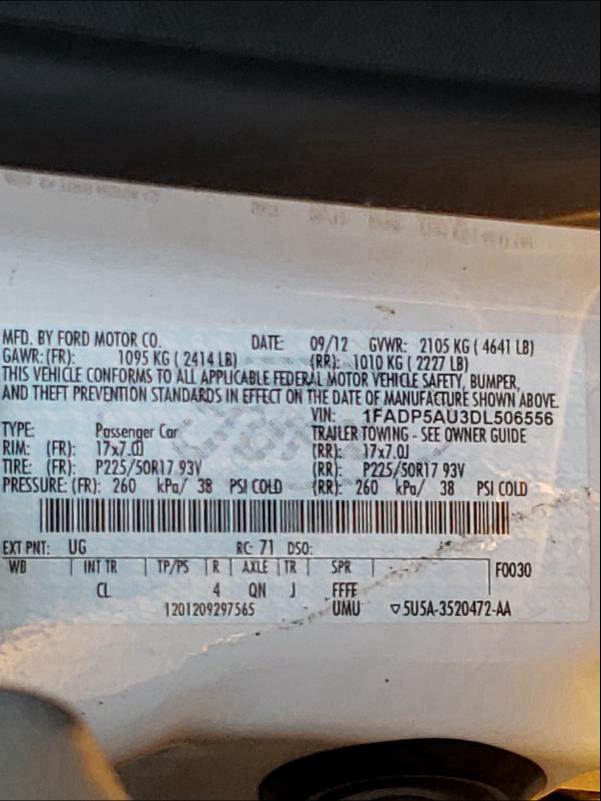 MFD. BY FORD MOTOR CO. DATE: 09/12 GVWR: 2105 KG ( 4641 LB)
GAWR: (FR): 1095 KG ( 2414 LB) (RR): 1010 KG ( 2227 LB)
THIS VEHICLE CONFORMS TO ALL APPLICABLE FEDERAL MOTOR VEHICLE SAFETY, BUMPER,
AND THEFT PREVENTION STANDARDS IN EFFECT ON THE DATE OF MANUFACTURE SHOWN ABOVE.
VIN: 1FADP5AU3DL506556
TYPE: Passenger Car TRAILER TOWING - SEE OWNER GUIDE
RIM: (FR): 17x7.0J (RR): 17x7.0J
TIRE: (FR): P225/50R17 93V (RR): P225/50R17 93V
PRESSURE: (FR): 260 kPa/ 38 PSI COLD (RR): 260 kPa/ 38 PSI COLD
EXT PNT: UG RC: 71 DSO:
WB | INT TR | TP/PS | R | AXLE | TR | SPR F0030
CL 4 QN J FFFF
1201209297565 UMU ▽5U5A-3520472-AA